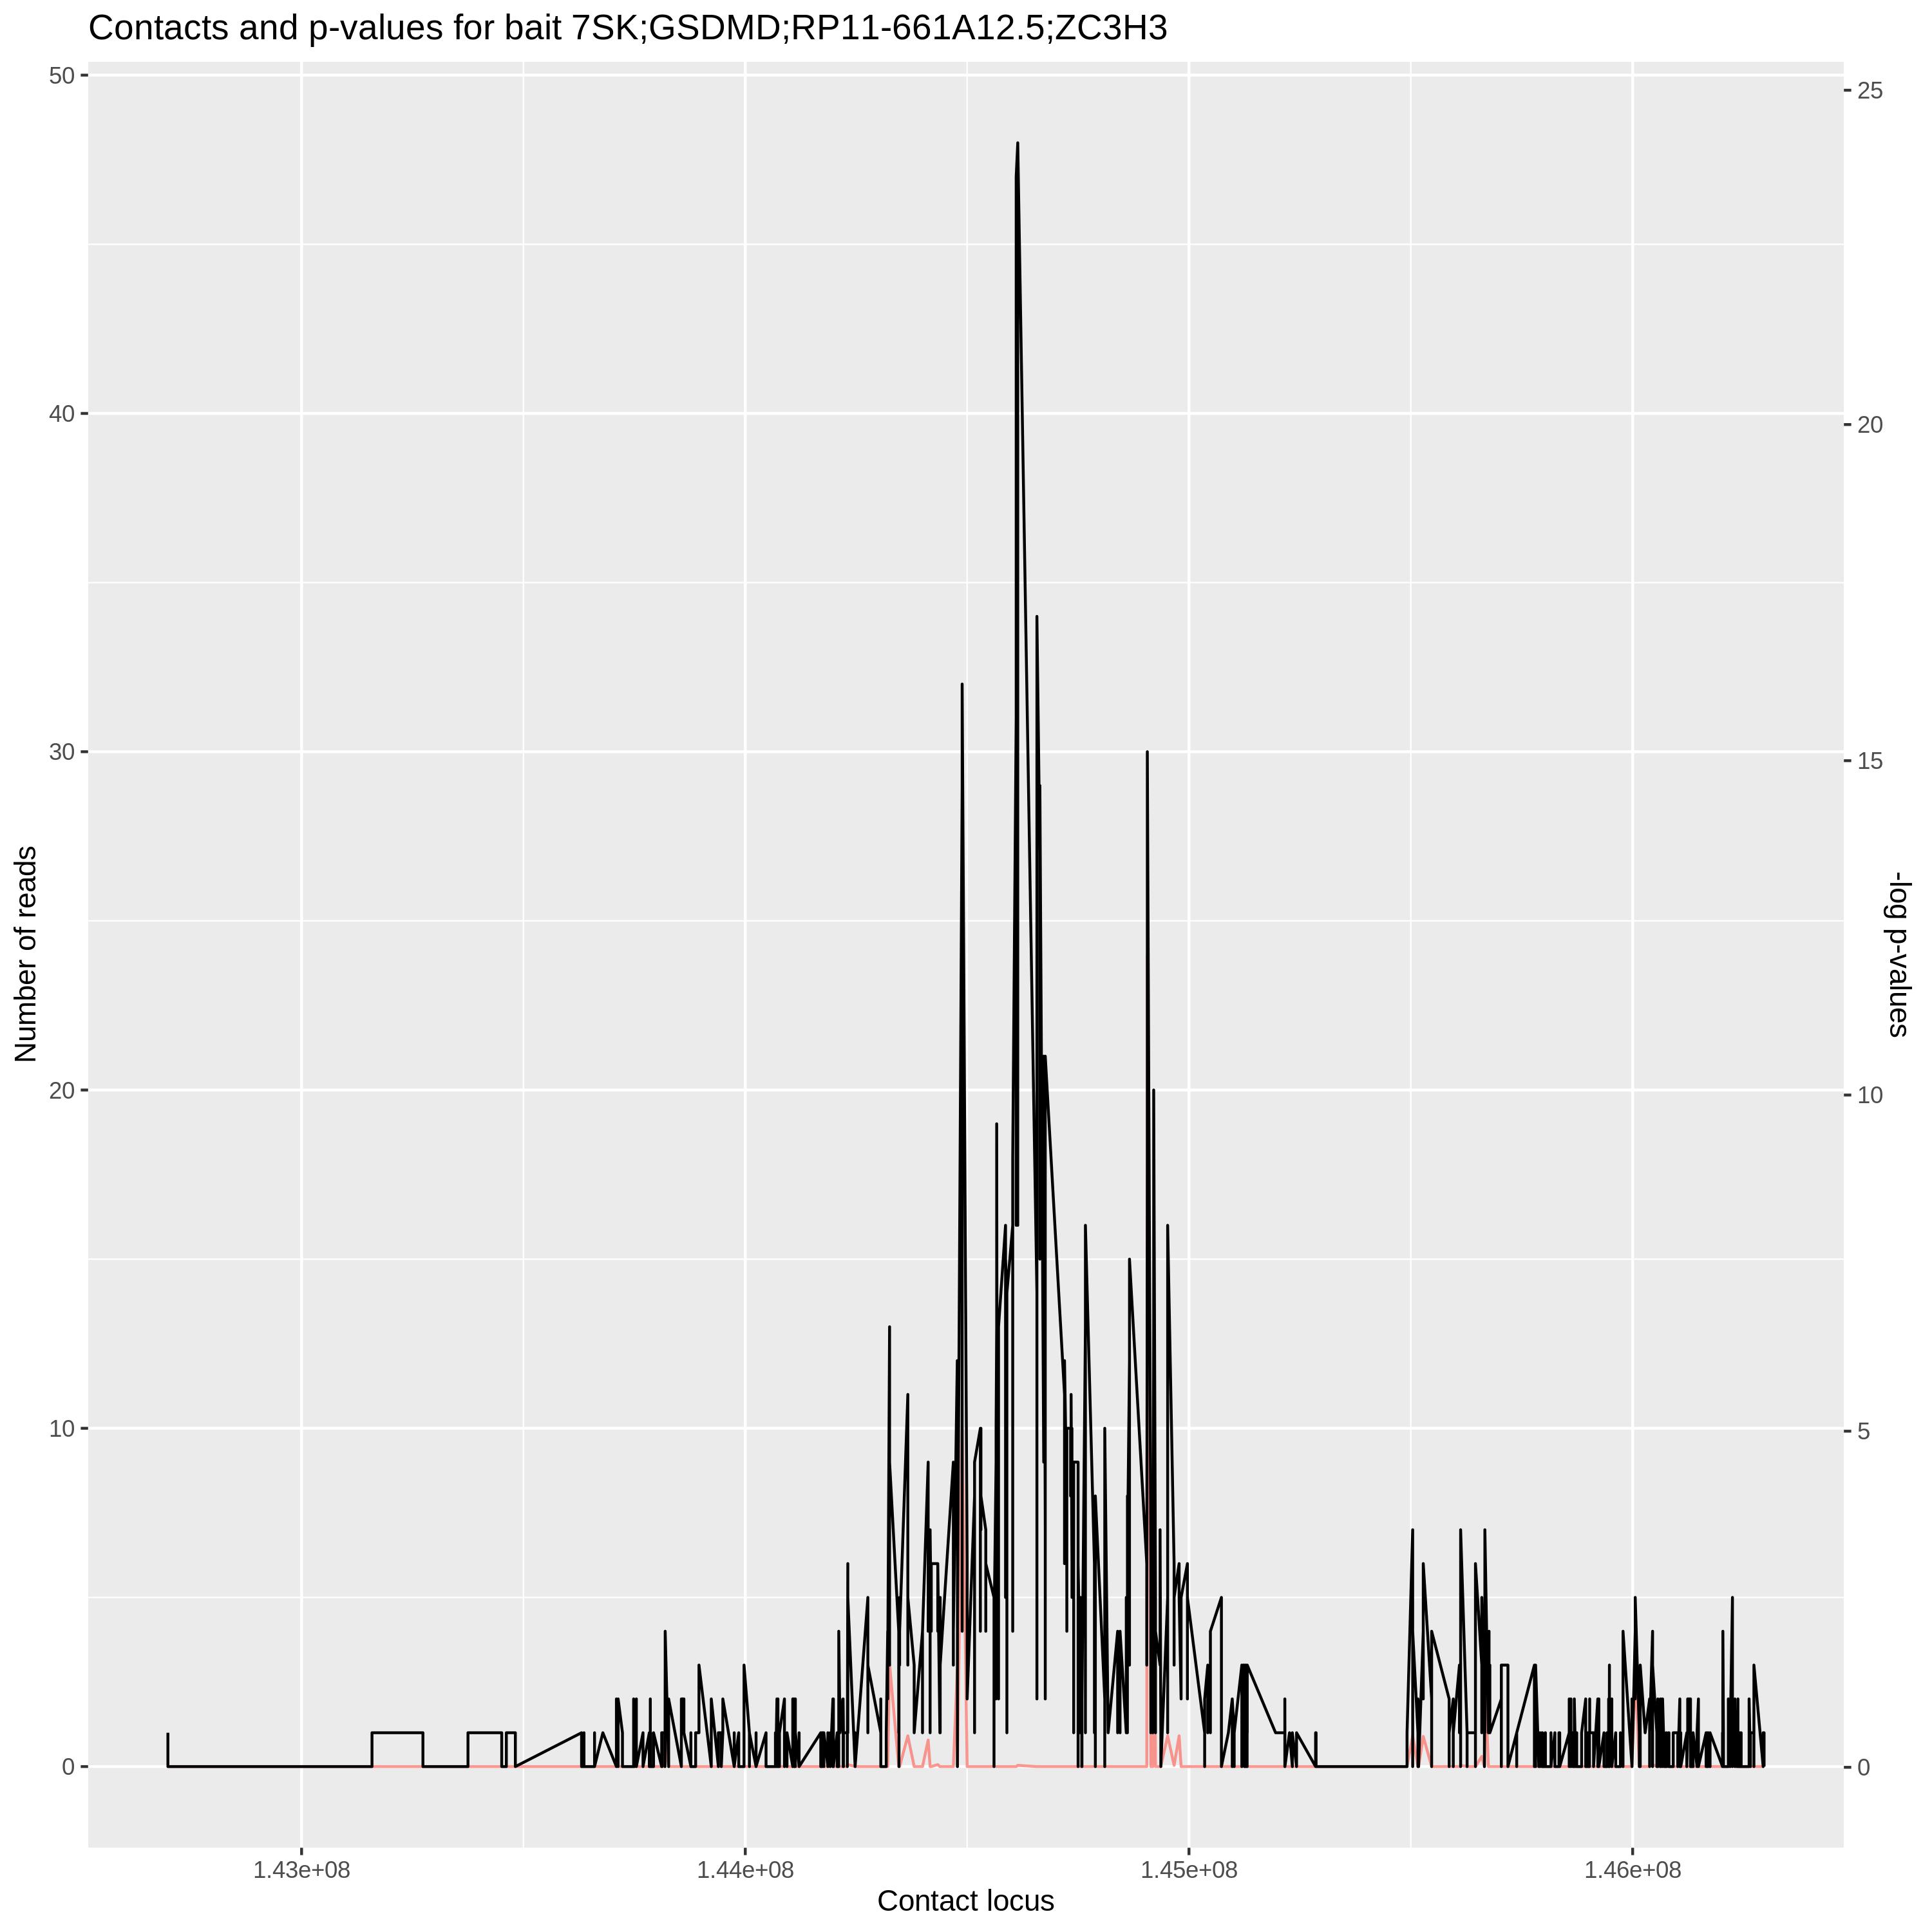 Contacts and p-values for bait 7SK;GSDMD;RP11-661A12.5;ZC3H3
50
40
30
20
10
0
Number of reads
25
20
15
10
5
0
-log p-values
1.43e+08
1.44e+08
1.45e+08
1.46e+08
Contact locus